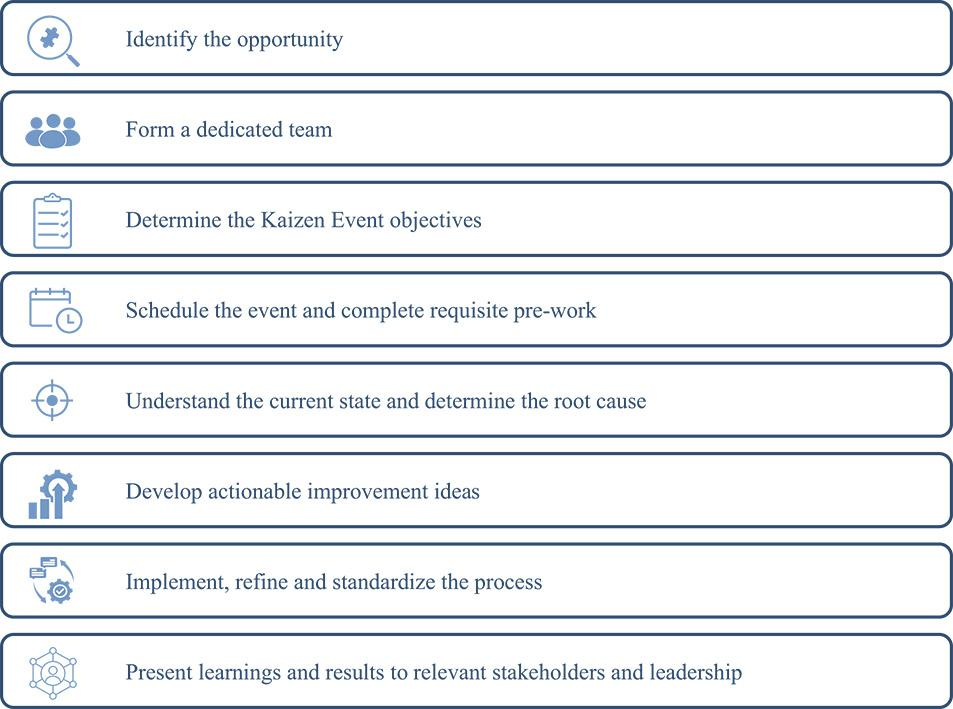 Identify the opportunity
Form a dedicated team
Determine the Kaizen Event objectives
Schedule the event and complete requisite pre-work
Understand the current state and determine the root cause
Develop actionable improvement ideas
Implement, refine and standardize the process
Present learnings and results to relevant stakeholders and leadership